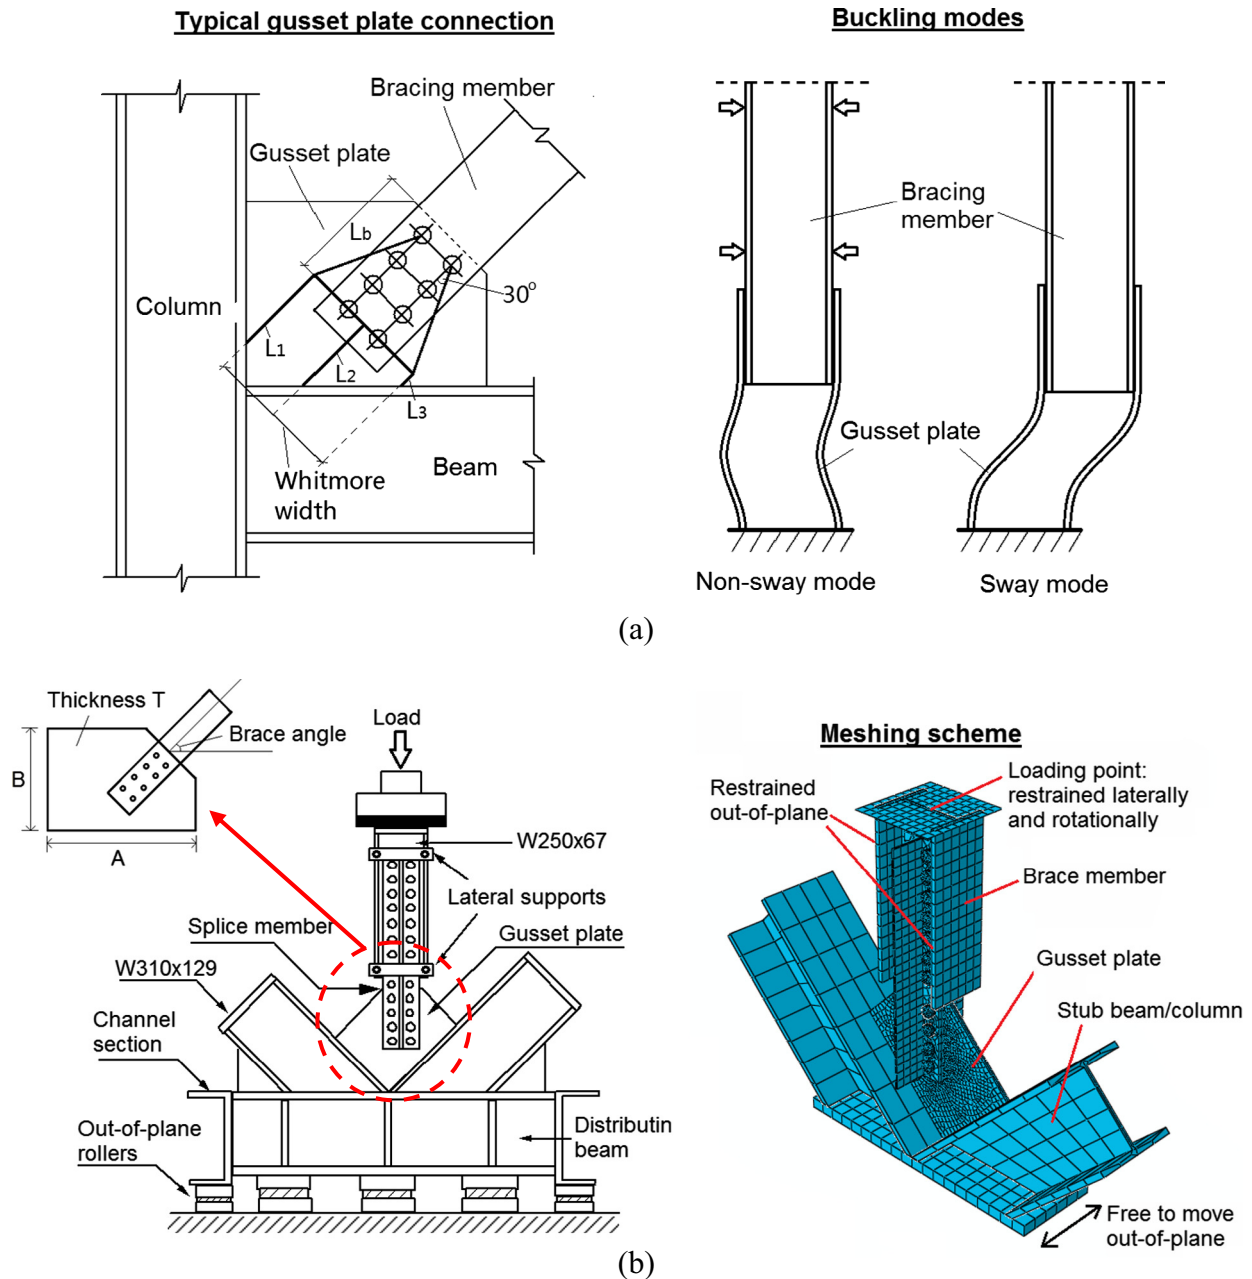 Typical gusset plate connection
Buckling modes
Bracing member
Gusset plate
Lb
30°
Column
L1
L2
L3
Whitmore
width
Beam
Bracing
member
Gusset plate
Non-sway mode
Sway mode
(a)
Thickness T
Brace angle
B
A
Load
W250x67
Lateral supports
Splice member
Gusset plate
W310x129
Channel
section
Out-of-plane
rollers
Distributin
beam
Meshing scheme
Restrained
out-of-plane
Loading point:
restrained laterally
and rotationally
Brace member
Gusset plate
Stub beam/column
Free to move
out-of-plane
(b)